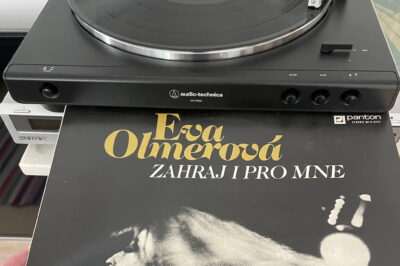 audio-technica
Eva
Olmerová
ZAHRAJ I PRO MNE
panton